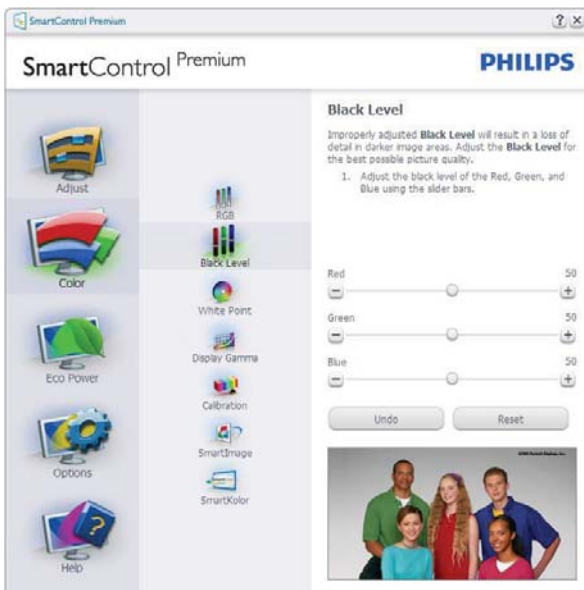 SmartControl Premium
? ×
SmartControl Premium
PHILIPS
Adjust
Color
Eco Power
Options
Help
RGB
Black Level
White Point
Display Gamma
Calibration
SmartImage
SmartKolor
Black Level
Improperly adjusted Black Level will result in a loss of
detail in darker image areas. Adjust the Black Level for
the best possible picture quality.
1. Adjust the black level of the Red, Green, and
Blue using the slider bars.
Red 50
Green 50
Blue 50
Undo Reset